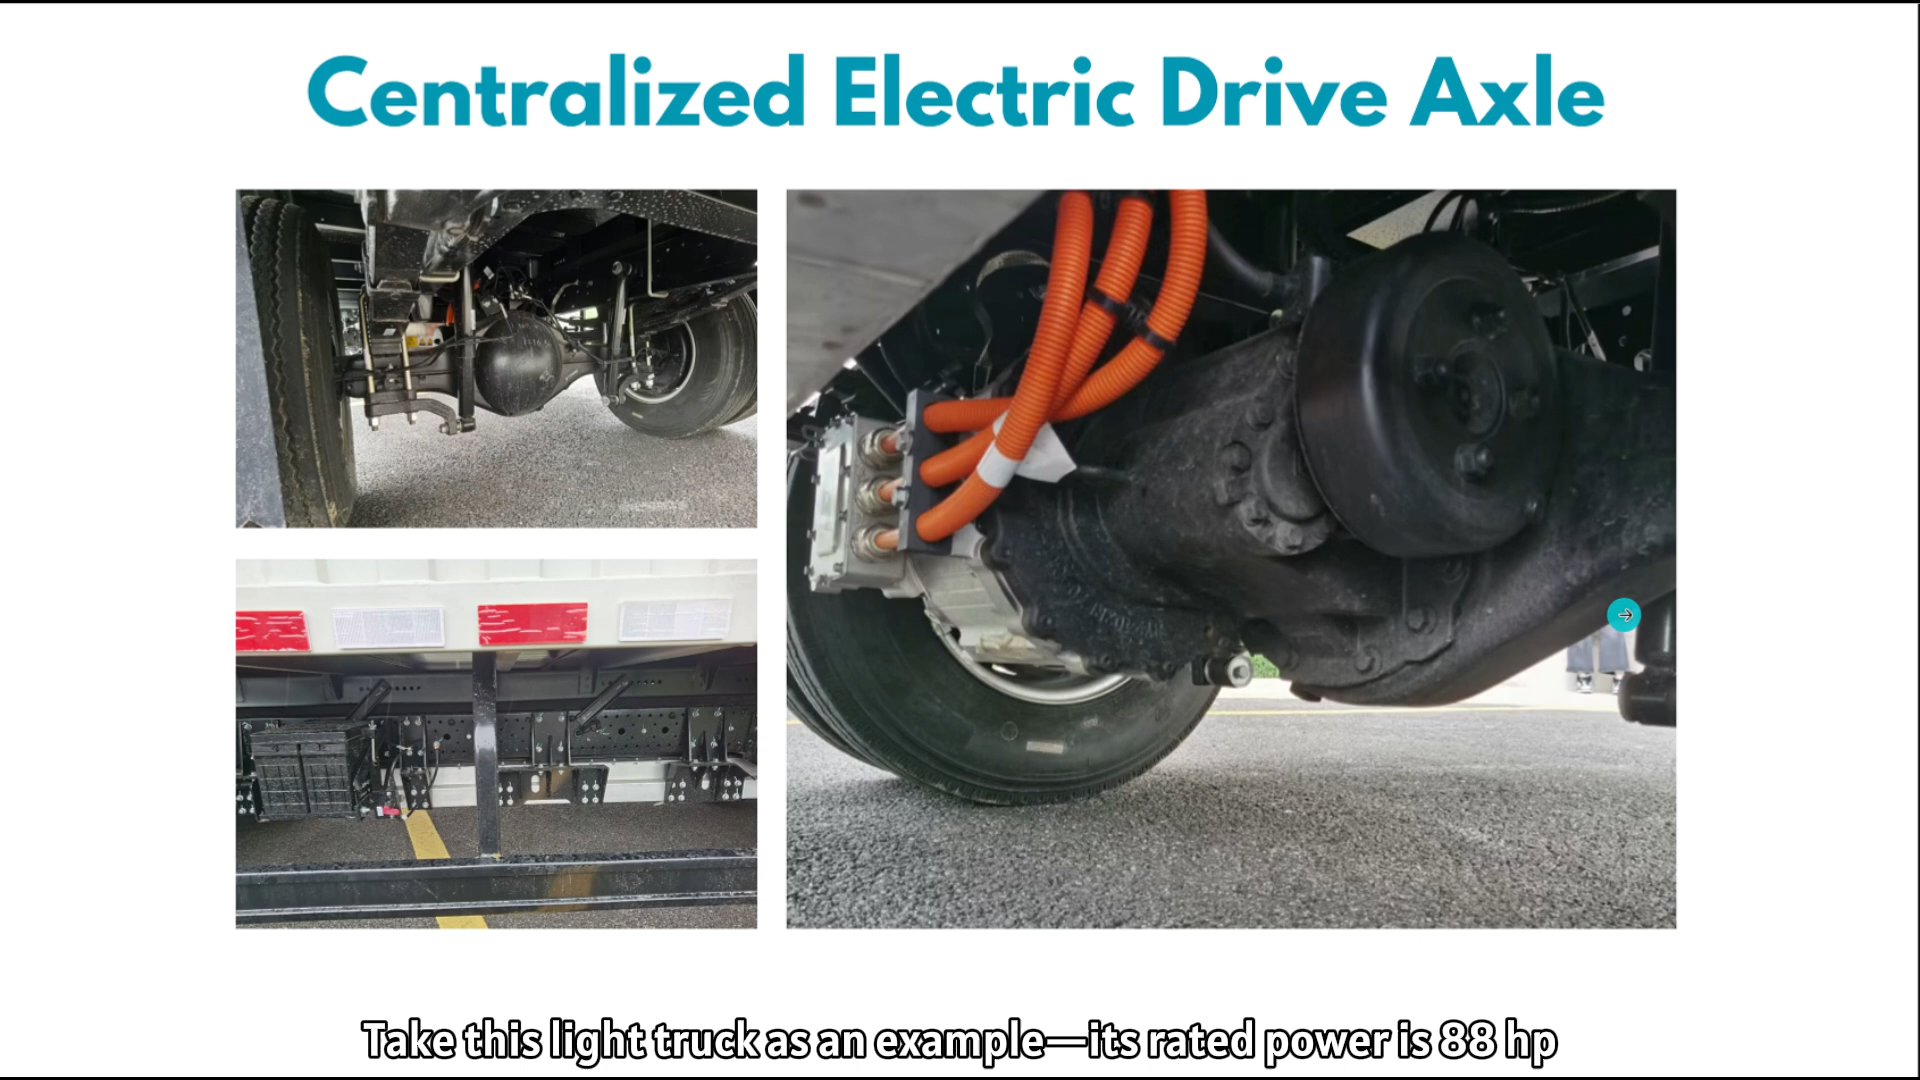 Centralized Electric Drive Axle
Take this light truck as an example—its rated power is 88 hp